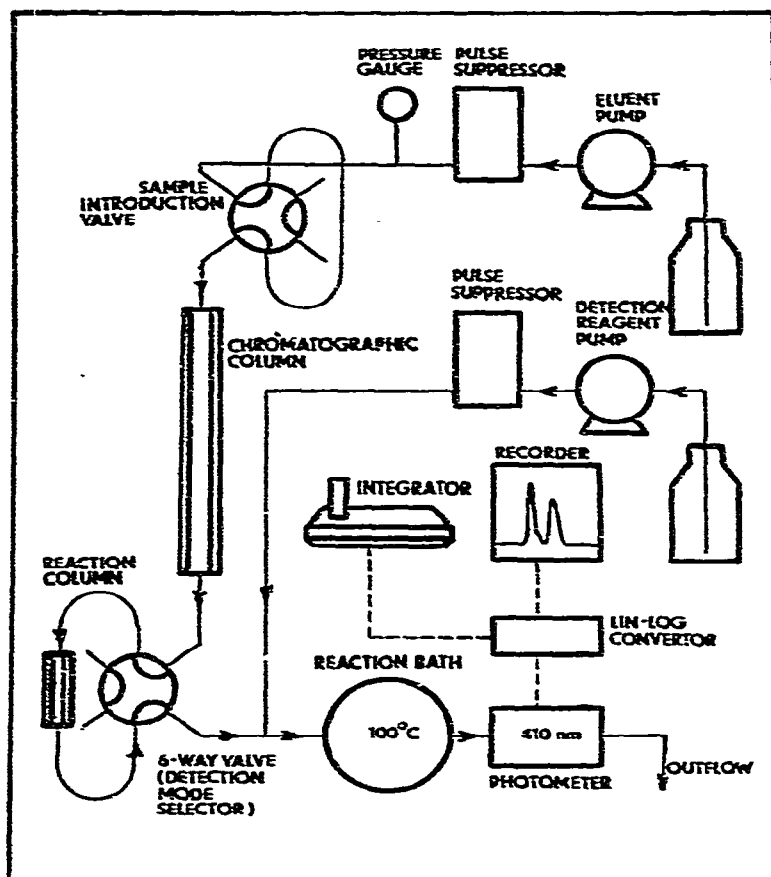 PRESSURE
GAUGE
PULSE
SUPPRESSOR
ELUENT
PUMP
SAMPLE
INTRODUCTION
VALVE
PULSE
SUPPRESSOR
DETECTION
REAGENT
PUMP
CHROMATOGRAPHIC
COLUMN
RECORDER
INTEGRATOR
REACTION
COLUMN
LIN-LOG
CONVERTOR
REACTION BATH
100°C
410 nm
PHOTOMETER
OUTFLOW
6-WAY VALVE
(DETECTION
MODE
SELECTOR)